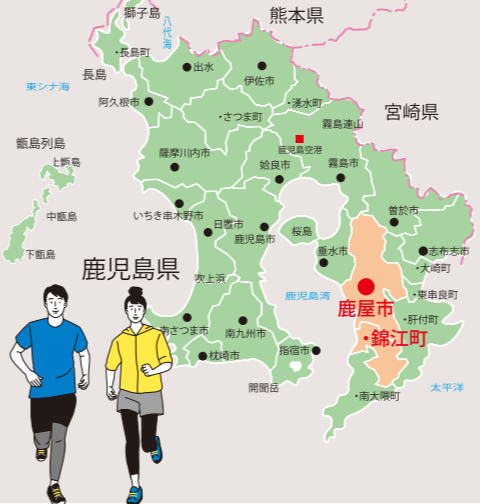 獅子島
熊本県
八代海
・長島町
出水
伊佐市
長島
東シナ海
阿久根市
・湧水町
・さつま町
霧島連山
宮崎県
鹿児島空港
甑島列島
上甑島
薩摩川内市
姶良市
霧島市
中甑島
いちき串木野市
日置市
曽於市
桜島
鹿児島市
下甑島
垂水市
志布志市
鹿児島県
吹上浜
・大崎町
鹿児島湾
・東串良町
鹿屋市
南さつま市
南九州市
・肝付町
・錦江町
枕崎市
指宿市
開聞岳
太平洋
・南大隅町